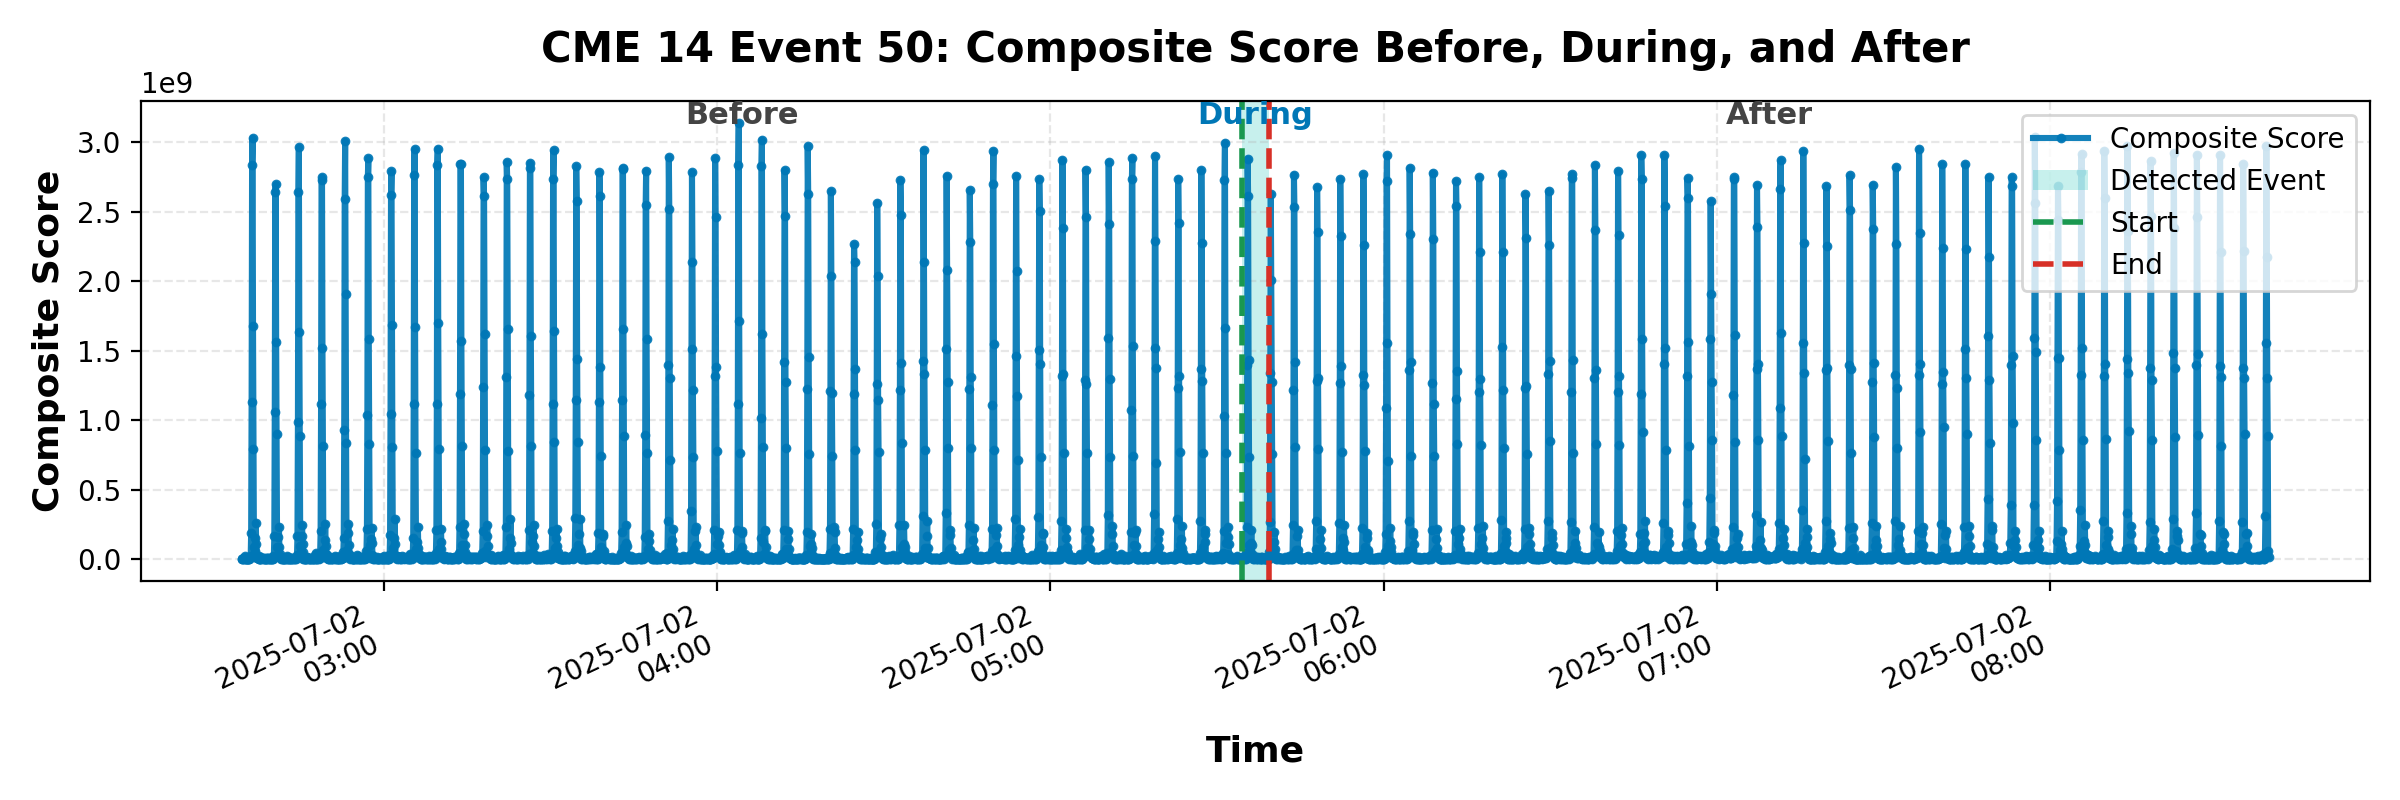 CME 14 Event 50: Composite Score Before, During, and After
1e9
Before
During
After
Composite Score
Detected Event
Start
End
3.0
2.5
2.0
1.5
1.0
0.5
0.0
Composite Score
2025-07-02
03:00
2025-07-02
04:00
2025-07-02
05:00
2025-07-02
06:00
2025-07-02
07:00
2025-07-02
08:00
Time